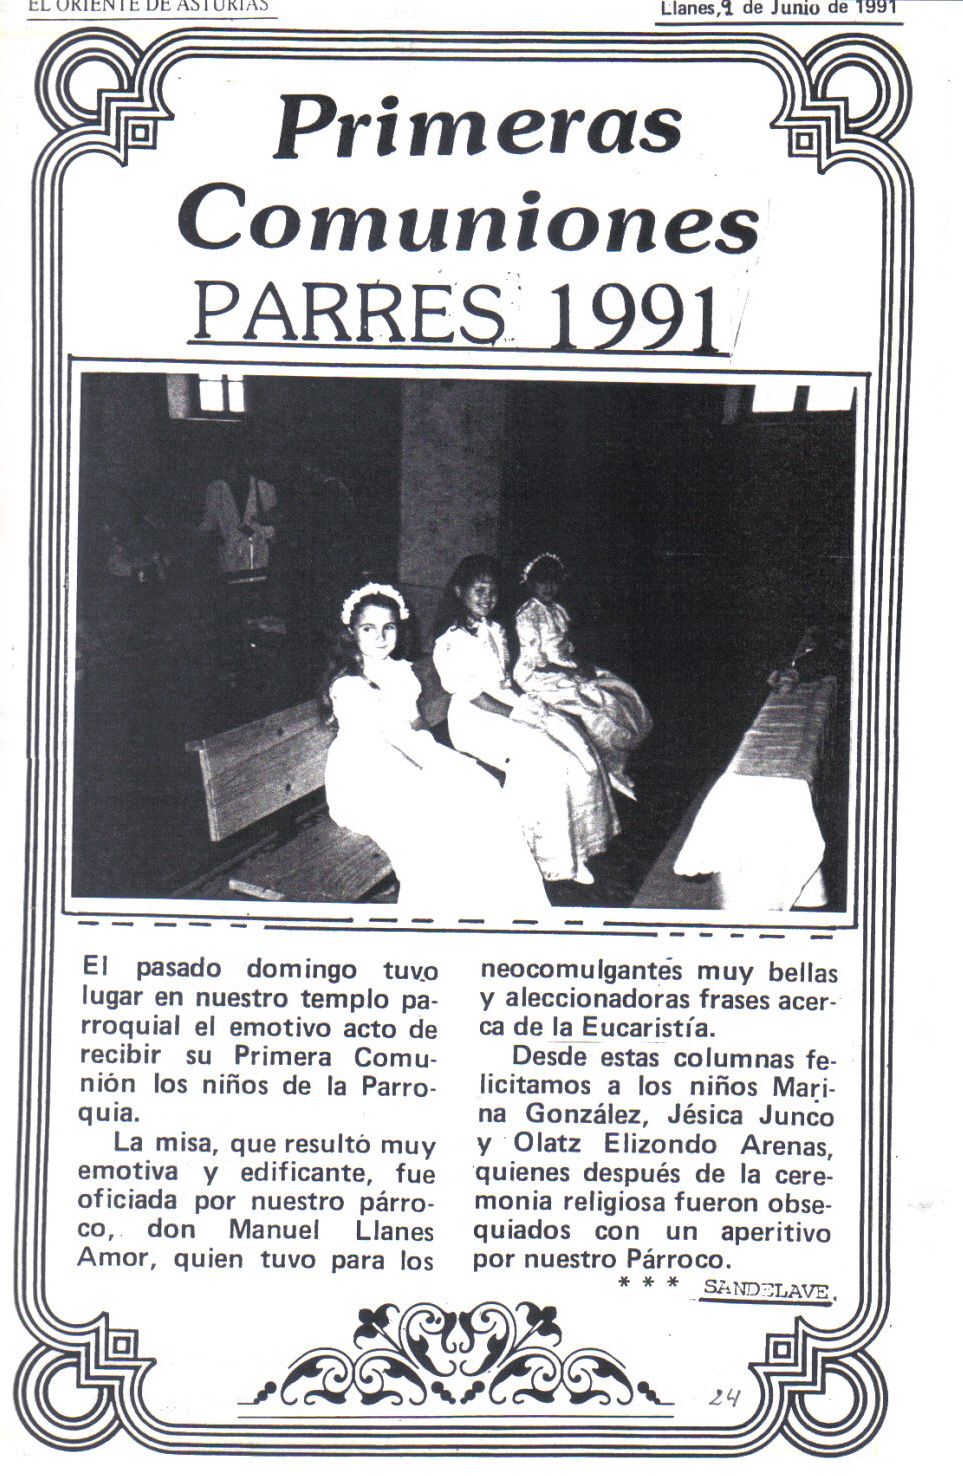 EL ORIENTE DE ASTURIAS
Llanes, 9 de Junio de 1991
Primeras
Comuniones
PARRES 1991
El pasado domingo tuvo
lugar en nuestro templo pa-
rroquial el emotivo acto de
recibir su Primera Comu-
nión los niños de la Parro-
quia.
La misa, que resultó muy
emotiva y edificante, fue
oficiada por nuestro párro-
co, don Manuel Llanes
Amor, quien tuvo para los
neocomulgantes muy bellas
y aleccionadoras frases acer-
ca de la Eucaristía.
Desde estas columnas fe-
licitamos a los niños Mari-
na González, Jésica Junco
y Olatz Elizondo Arenas,
quienes después de la cere-
monia religiosa fueron obse-
quiados con un aperitivo
por nuestro Párroco.
* * * SANDELAVE.
24